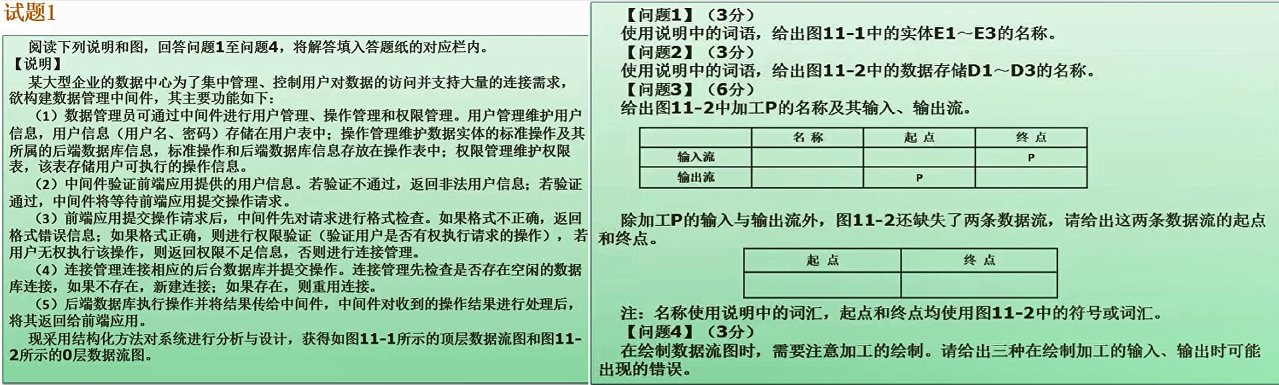 试题1
阅读下列说明和图，回答问题1至问题4，将解答填入答题纸的对应栏内。
【说明】
某大型企业的数据中心为了集中管理、控制用户对数据的访问并支持大量的连接需求，
欲构建数据管理中间件，其主要功能如下：
（1）数据管理员可通过中间件进行用户管理、操作管理和权限管理。用户管理维护用户
信息，用户信息（用户名、密码）存储在用户表中；操作管理维护数据实体的标准操作及其
所属的后端数据库信息，标准操作和后端数据库信息存放在操作表中；权限管理维护权限
表，该表存储用户可执行的操作信息。
（2）中间件验证前端应用提供的用户信息。若验证不通过，返回非法用户信息；若验证
通过，中间件将等待前端应用提交操作请求。
（3）前端应用提交操作请求后，中间件先对请求进行格式检查。如果格式不正确，返回
格式错误信息；如果格式正确，则进行权限验证（验证用户是否有权执行请求的操作），若
用户无权执行该操作，则返回权限不足信息，否则进行连接管理。
（4）连接管理连接相应的后台数据库并提交操作。连接管理先检查是否存在空闲的数据
库连接，如果不存在，新建连接；如果存在，则重用连接。
（5）后端数据库执行操作并将结果传给中间件，中间件对收到的操作结果进行处理后，
将其返回给前端应用。
现采用结构化方法对系统进行分析与设计，获得如图11-1所示的顶层数据流图和图11-
2所示的0层数据流图。
【问题1】（3分）
使用说明中的词语，给出图11-1中的实体E1～E3的名称。
【问题2】（3分）
使用说明中的词语，给出图11-2中的数据存储D1～D3的名称。
【问题3】（6分）
给出图11-2中加工P的名称及其输入、输出流。
名 称 起 点 终 点
输入流 P
输出流 P
除加工P的输入与输出流外，图11-2还缺失了两条数据流，请给出这两条数据流的起点
和终点。
起 点 终 点
注：名称使用说明中的词汇，起点和终点均使用图11-2中的符号或词汇。
【问题4】（3分）
在绘制数据流图时，需要注意加工的绘制。请给出三种在绘制加工的输入、输出时可能
出现的错误。